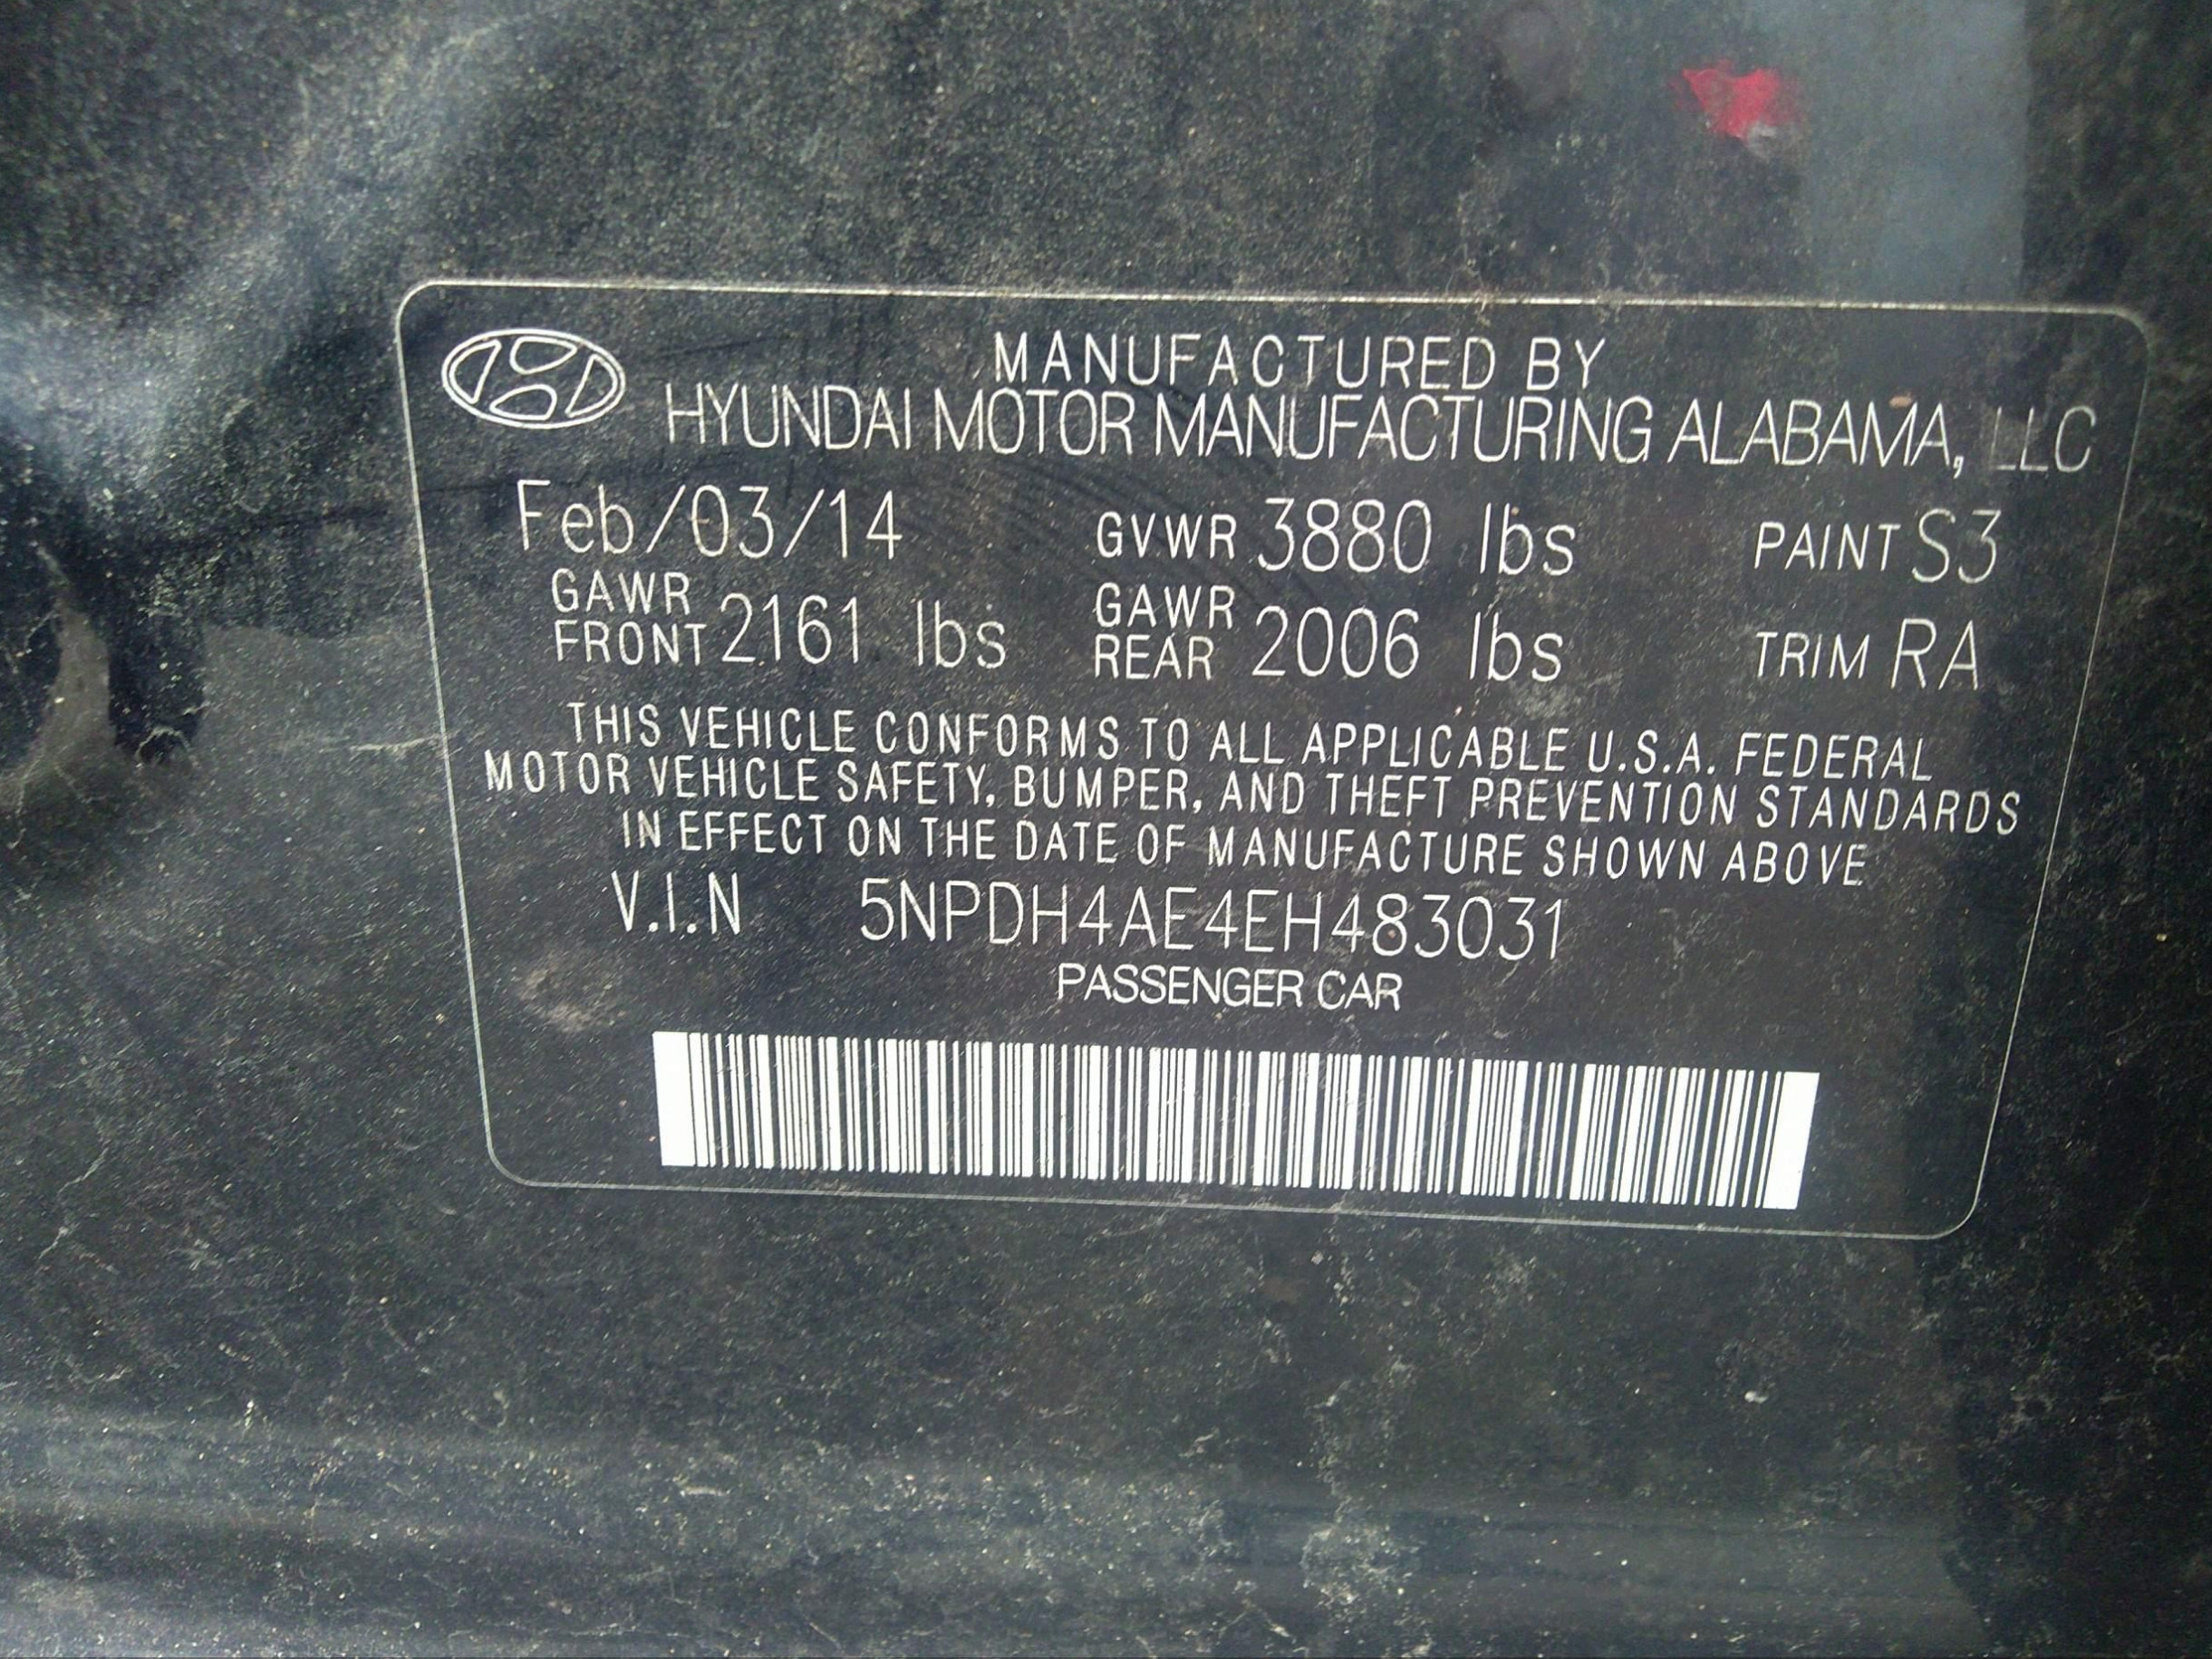 MANUFACTURED BY
HYUNDAI MOTOR MANUFACTURING ALABAMA, LLC
Feb/03/14 GVWR 3880 lbs PAINT S3
GAWR FRONT 2161 lbs GAWR REAR 2006 lbs TRIM RA
THIS VEHICLE CONFORMS TO ALL APPLICABLE U.S.A. FEDERAL
MOTOR VEHICLE SAFETY, BUMPER, AND THEFT PREVENTION STANDARDS
IN EFFECT ON THE DATE OF MANUFACTURE SHOWN ABOVE
V.I.N 5NPDH4AE4EH483031
PASSENGER CAR